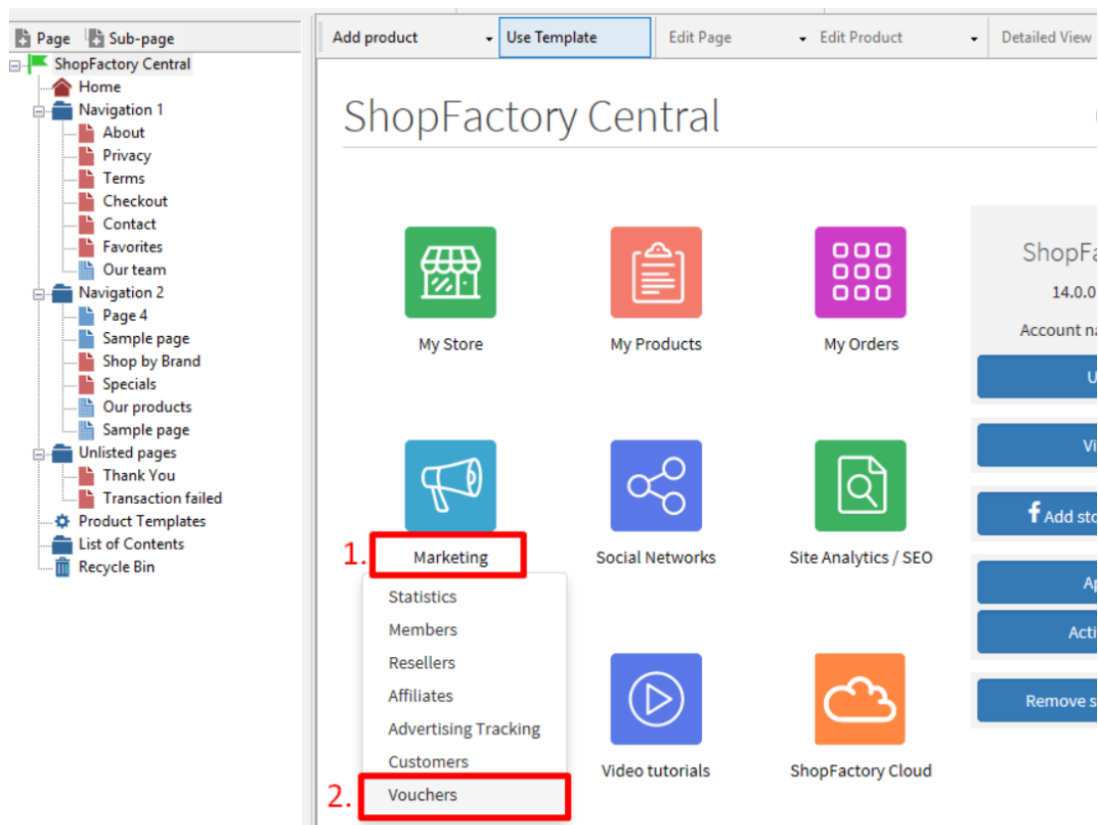 Page Sub-page
ShopFactory Central
Home
Navigation 1
About
Privacy
Terms
Checkout
Contact
Favorites
Our team
Navigation 2
Page 4
Sample page
Shop by Brand
Specials
Our products
Sample page
Unlisted pages
Thank You
Transaction failed
Product Templates
List of Contents
Recycle Bin
Add product Use Template Edit Page Edit Product Detailed View
ShopFactory Central
My Store My Products My Orders
1. Marketing Social Networks Site Analytics / SEO
Statistics
Members
Resellers
Affiliates
Advertising Tracking
Customers
2. Vouchers
Video tutorials ShopFactory Cloud
14.0.0
Account
Add
Remove